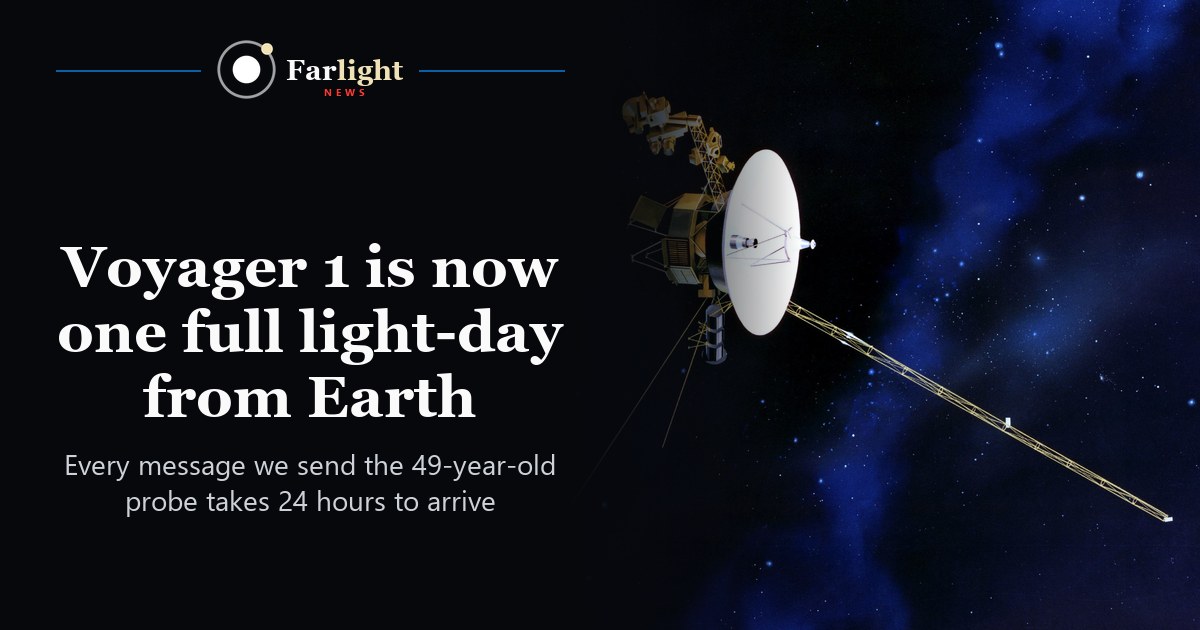 Farlight
NEWS
Voyager 1 is now
one full light-day
from Earth
Every message we send the 49-year-old
probe takes 24 hours to arrive